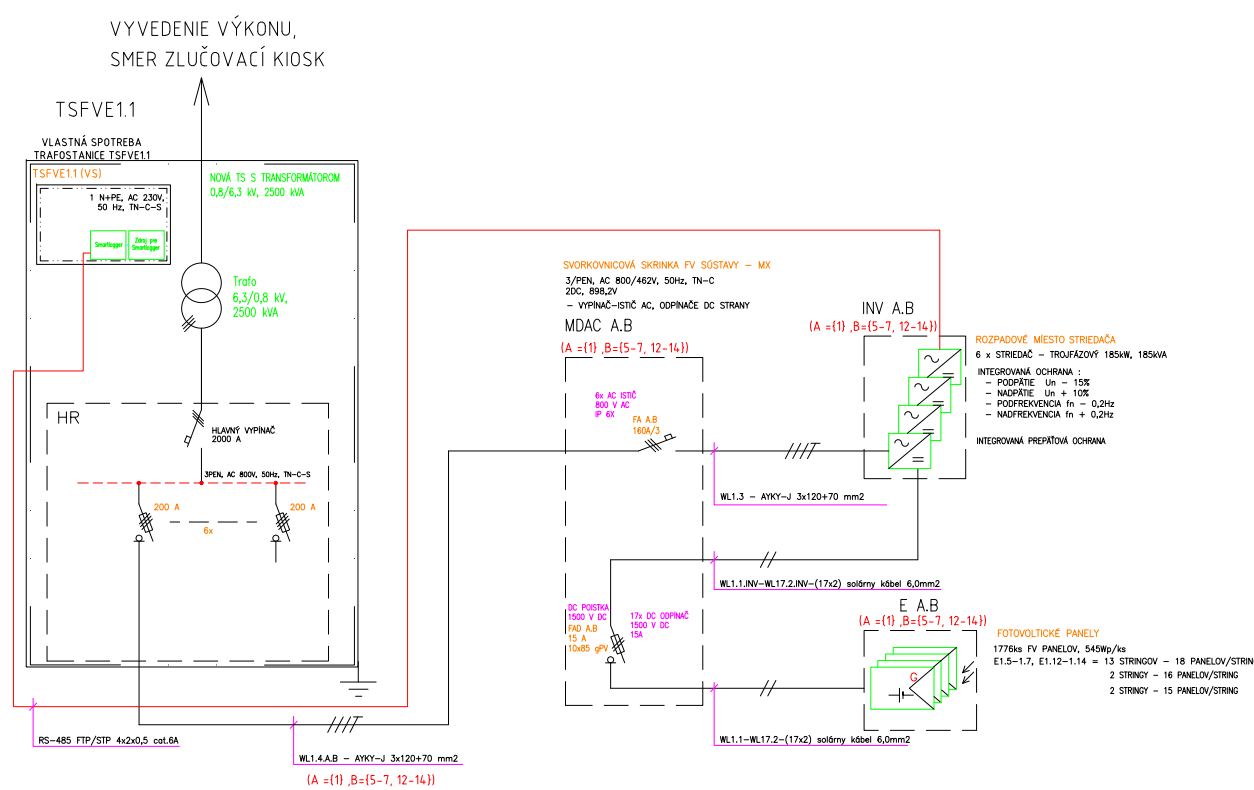 VYVEDENIE VÝKONU,
SMER ZLUČOVACÍ KIOSK
TSFVE1.1
VLASTNÁ SPOTREBA
TRAFOSTANICE TSFVE1.1
TSFVE1.1 (VS)
1 N+PE, AC 230V,
50 Hz, TN-C-S
Smartlogger
Zdroj pre
Smartlogger
NOVÁ TS S TRANSFORMÁTOROM
0,8/6,3 kV, 2500 kVA
Trafo
6,3/0,8 kV,
2500 kVA
HR
HLAVNÝ VYPÍNAČ
2000 A
3PEN, AC 800V, 50Hz, TN-C-S
200 A
200 A
6x
RS-485 FTP/STP 4x2x0,5 cat.6A
WL1.4.A.B - AYKY-J 3x120+70 mm2
(A ={1} ,B={5-7, 12-14})
SVORKOVNICOVÁ SKRINKA FV SÚSTAVY - MX
3/PEN, AC 800/462V, 50Hz, TN-C
2DC, 898,2V
- VYPÍNAČ-ISTIČ AC, ODPÍNAČE DC STRANY
MDAC A.B
(A ={1} ,B={5-7, 12-14})
6x AC ISTIČ
800 V AC
IP 6X
FA A.B
160A/3
WL1.3 - AYKY-J 3x120+70 mm2
WL1.1.INV-WL17.2.INV-(17x2) solárny kábel 6,0mm2
DC POISTKA
1500 V DC
FAD A.B
15 A
10x85 gPV
17x DC ODPÍNAČ
1500 V DC
15A
WL1.1-WL17.2-(17x2) solárny kábel 6,0mm2
INV A.B
(A ={1} ,B={5-7, 12-14})
ROZPADOVÉ MIESTO STRIEDAČA
6 x STRIEDAČ - TROJFÁZOVÝ 185kW, 185kVA
INTEGROVANÁ OCHRANA :
- PODPÄTIE Un - 15%
- NADPÄTIE Un + 10%
- PODFREKVENCIA fn - 0,2Hz
- NADFREKVENCIA fn + 0,2Hz
INTEGROVANÁ PREPÄŤOVÁ OCHRANA
E A.B
(A ={1} ,B={5-7, 12-14})
G
FOTOVOLTICKÉ PANELY
1776ks FV PANELOV, 545Wp/ks
E1.5-1.7, E1.12-1.14 = 13 STRINGOV - 18 PANELOV/STRIN
2 STRINGY - 16 PANELOV/STRING
2 STRINGY - 15 PANELOV/STRING